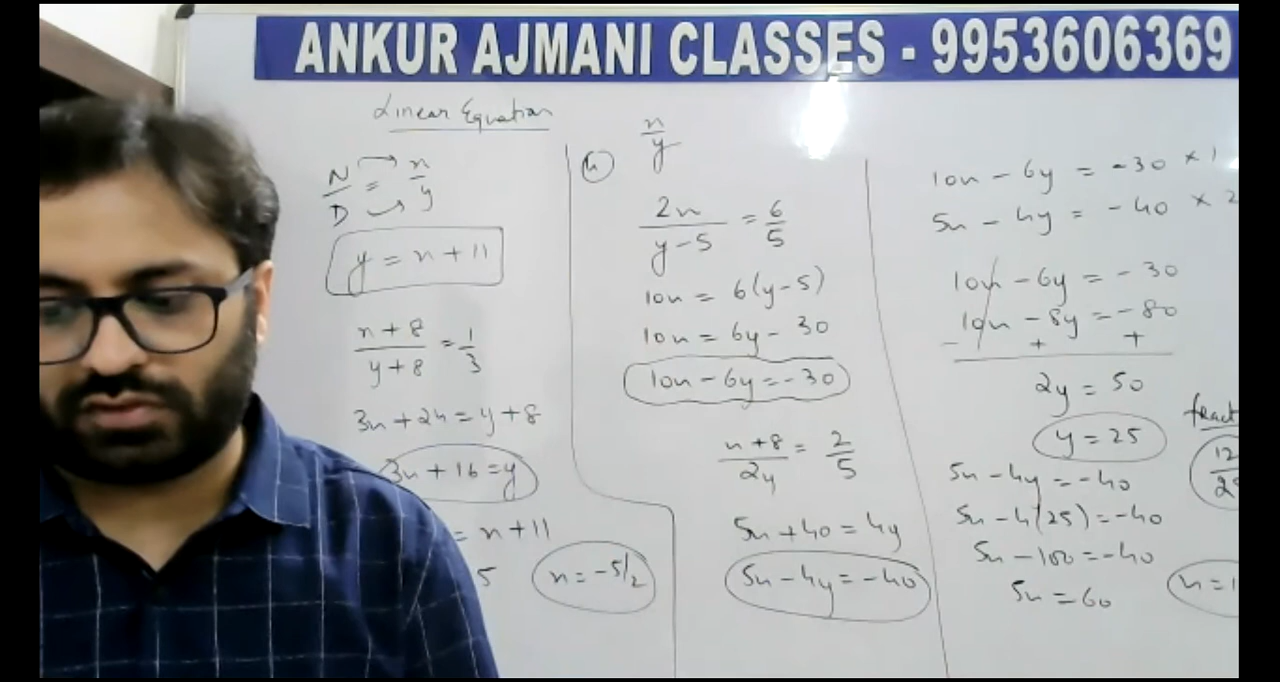 ANKUR AJMANI CLASSES - 9953606369
Linear Equation
N/D = x/y
y = x + 11
x+8/y+8 = 1/3
3x + 24 = y + 8
3x + 16 = y
= x + 11
5
x = -5/2
x/y
2x/y-5 = 6/5
10x = 6(y-5)
10x = 6y - 30
10x - 6y = -30
x+8/2y = 2/5
5x + 40 = 4y
5x - 4y = -40
10x - 6y = -30 × 1
5x - 4y = -40 × 2
10x - 6y = -30
10x - 8y = -80
- + +
2y = 50
y = 25
5x - 4y = -40
5x - 4(25) = -40
5x - 100 = -40
5x = 60
fract
12/2
x = 1